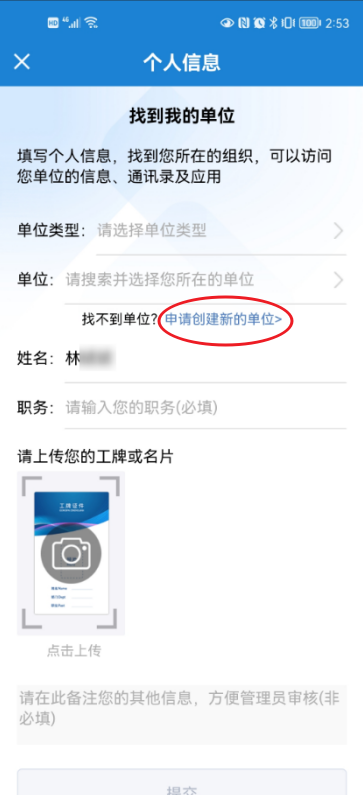 HD 4G 2:53
个人信息
找到我的单位
填写个人信息，找到您所在的组织，可以访问
您单位的信息、通讯录及应用
单位类型：请选择单位类型
单位：请搜索并选择您所在的单位
找不到单位？申请创建新的单位>
姓名：林
职务：请输入您的职务(必填)
请上传您的工牌或名片
工牌证件
点击上传
请在此备注您的其他信息，方便管理员审核(非
必填)
提交